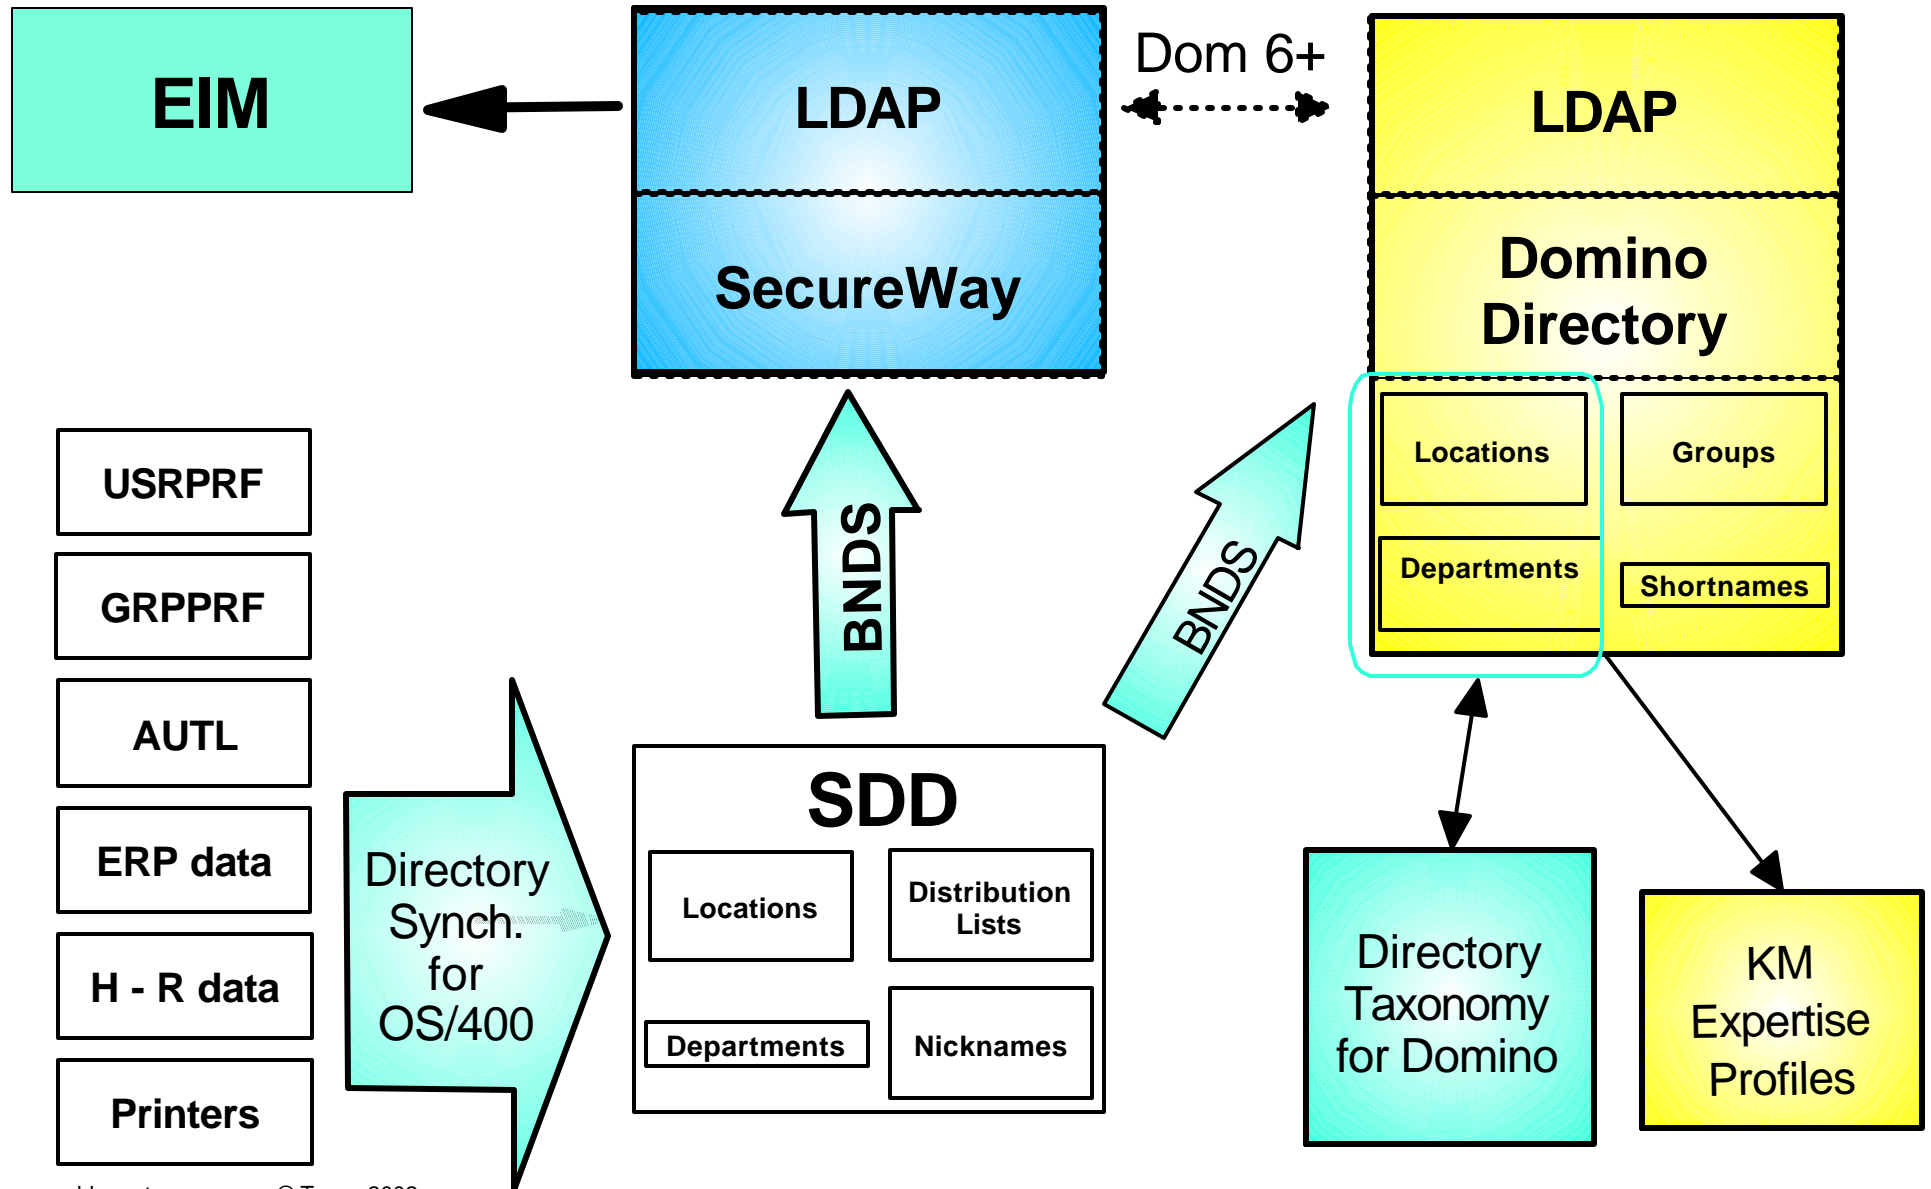 EIM
LDAP
SecureWay
Dom 6+
LDAP
Domino
Directory
Locations
Groups
Departments
Shortnames
USRPRF
GRPPRF
AUTL
ERP data
H - R data
Printers
Directory
Synch.
for
OS/400
BNDS
BNDS
SDD
Locations
Distribution
Lists
Departments
Nicknames
Directory
Taxonomy
for Domino
KM
Expertise
Profiles